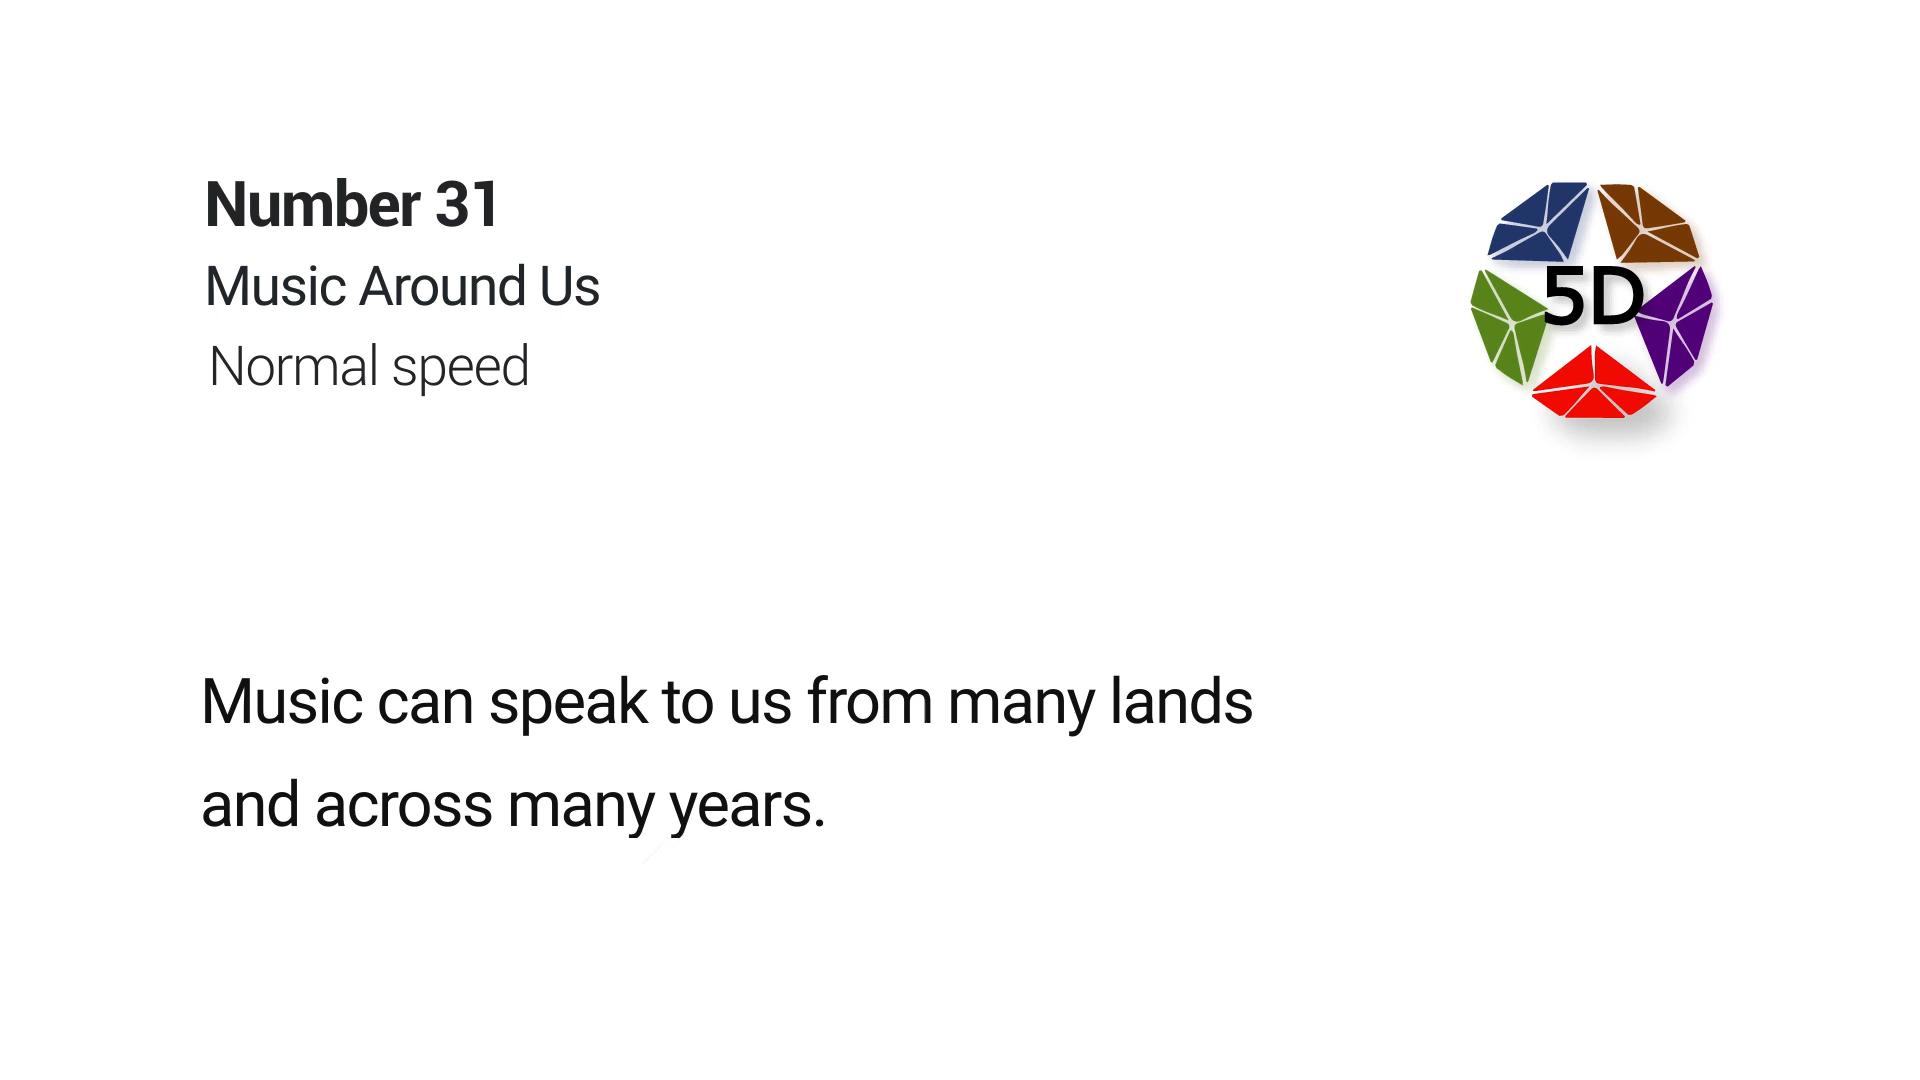 Number 31
Music Around Us
Normal speed
5D
Music can speak to us from many lands
and across many years.